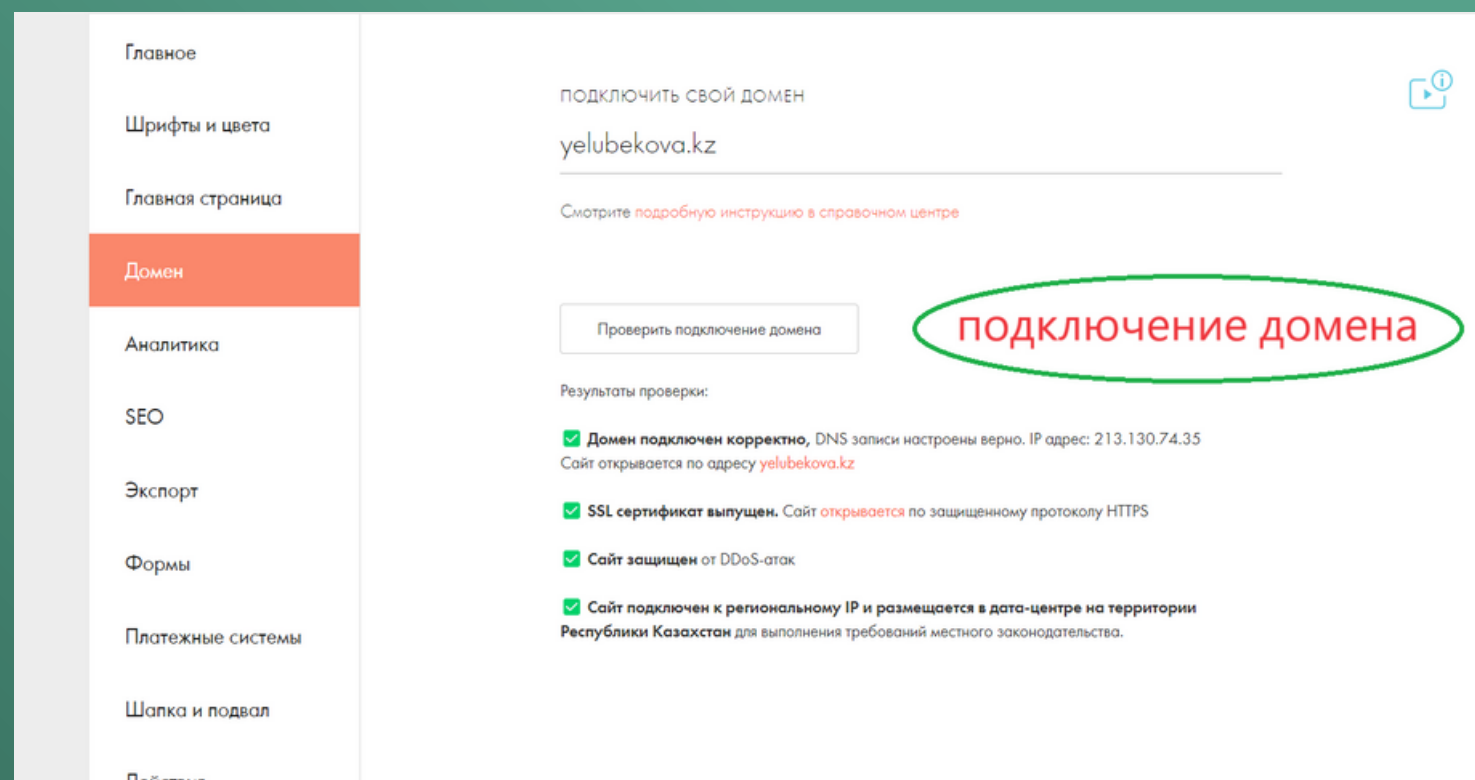 Главное
Шрифты и цвета
Главная страница
Домен
Аналитика
SEO
Экспорт
Формы
Платежные системы
Шапка и подвал
Действия
ПОДКЛЮЧИТЬ СВОЙ ДОМЕН
yelubekova.kz
Смотрите подробную инструкцию в справочном центре
Проверить подключение домена
подключение домена
Результаты проверки:
Домен подключен корректно, DNS записи настроены верно. IP адрес: 213.130.74.35
Сайт открывается по адресу yelubekova.kz
SSL сертификат выпущен. Сайт открывается по защищенному протоколу HTTPS
Сайт защищен от DDoS-атак
Сайт подключен к региональному IP и размещается в дата-центре на территории
Республики Казахстан для выполнения требований местного законодательства.